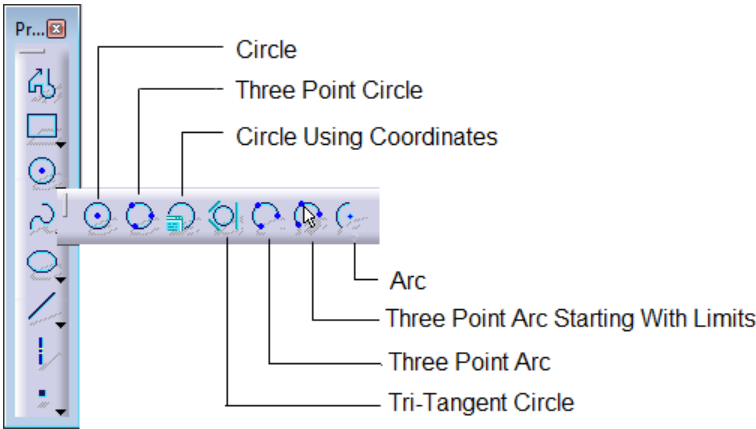 Pr...
Circle
Three Point Circle
Circle Using Coordinates
Arc
Three Point Arc Starting With Limits
Three Point Arc
Tri-Tangent Circle